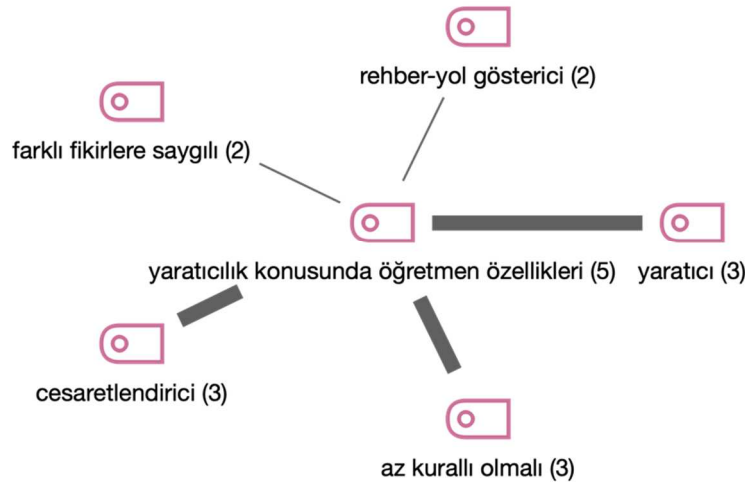 rehber-yol gösterici (2)
farklı fikirlere saygılı (2)
yaratıcılık konusunda öğretmen özellikleri (5)
yaratıcı (3)
cesaretlendirici (3)
az kurallı olmalı (3)